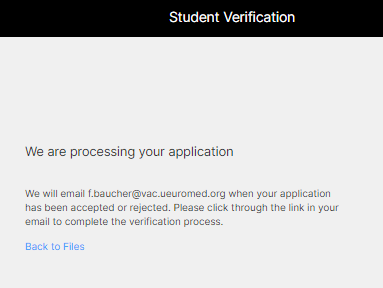 Student Verification
We are processing your application
We will email f.baucher@vac.ueuromed.org when your application
has been accepted or rejected. Please click through the link in your
email to complete the verification process.
Back to Files